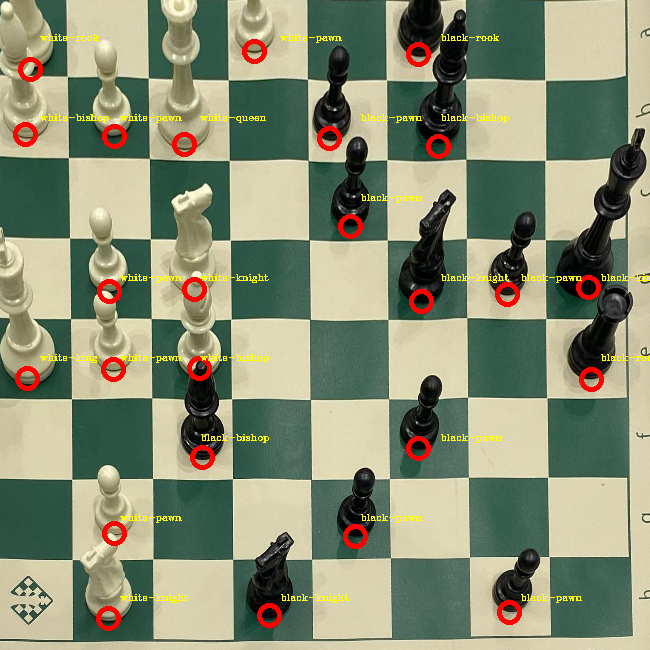 a
white-rook
white-pawn
black-rook
b
white-bishop
white-pawn
white-queen
black-pawn
black-bishop
c
black-pawn
white-pawn
white-knight
black-knight
black-pawn
white-king
white-pawn
white-bishop
f
black-bishop
black-pawn
white-pawn
black-pawn
g
white-knight
black-knight
black-pawn
h